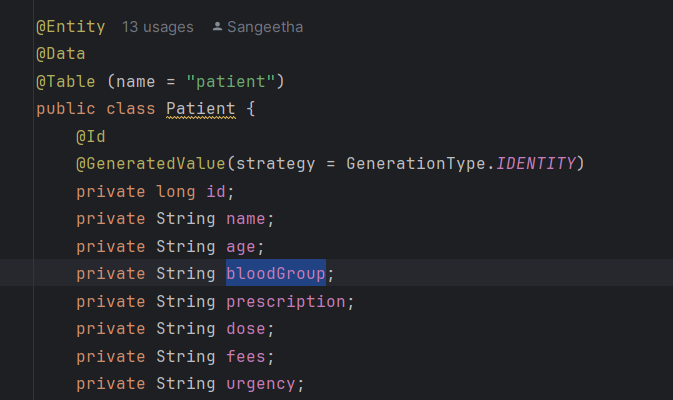 @Entity 13 usages Sangeetha
@Data
@Table (name = "patient")
public class Patient {
@Id
@GeneratedValue(strategy = GenerationType.IDENTITY)
private long id;
private String name;
private String age;
private String bloodGroup;
private String prescription;
private String dose;
private String fees;
private String urgency;